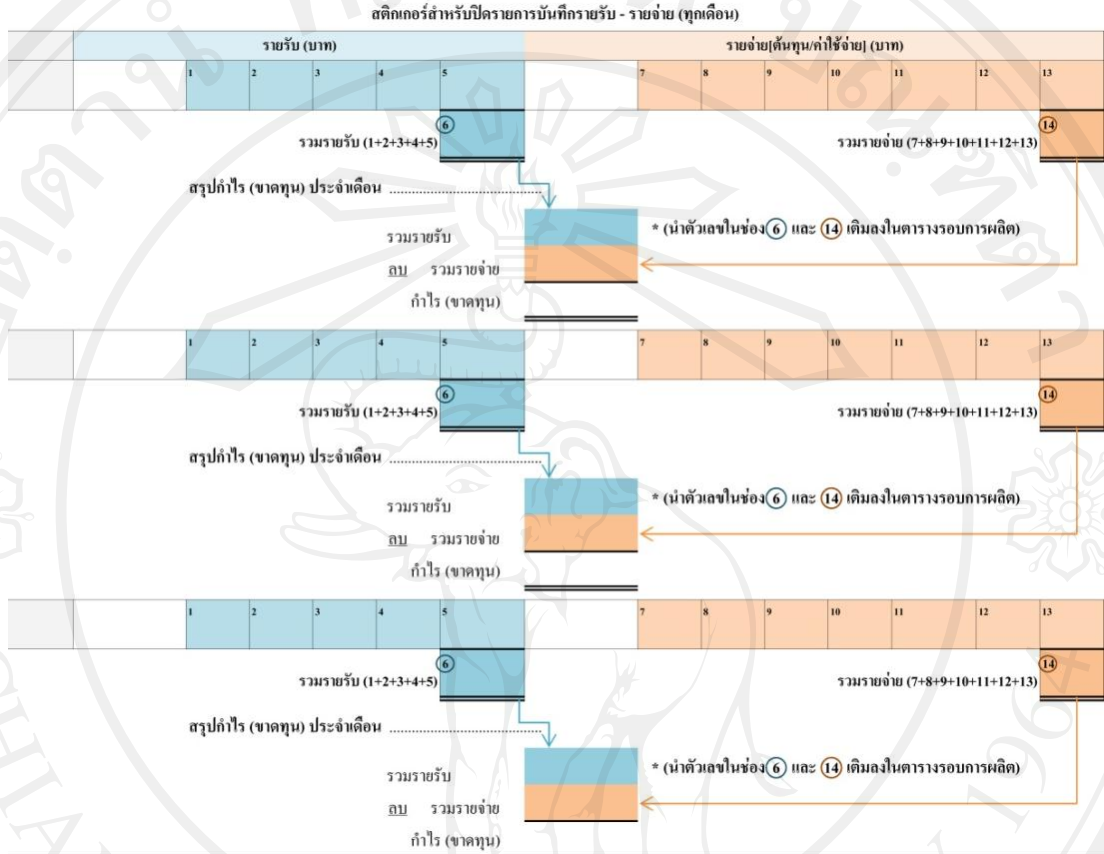 สติกเกอร์สำหรับปิดรายการบันทึกรายรับ - รายจ่าย (ทุกเดือน)
รายรับ (บาท) รายจ่าย[ต้นทุน/ค่าใช้จ่าย] (บาท)
1 2 3 4 5 7 8 9 10 11 12 13
รวมรายรับ (1+2+3+4+5) 6 รวมรายจ่าย (7+8+9+10+11+12+13) 14
สรุปกำไร (ขาดทุน) ประจำเดือน ................................
* (นำตัวเลขในช่อง 6 และ 14 เติมลงในตารางรอบการผลิต)
รวมรายรับ
ลบ รวมรายจ่าย
กำไร (ขาดทุน)
1 2 3 4 5 7 8 9 10 11 12 13
รวมรายรับ (1+2+3+4+5) 6 รวมรายจ่าย (7+8+9+10+11+12+13) 14
สรุปกำไร (ขาดทุน) ประจำเดือน ................................
* (นำตัวเลขในช่อง 6 และ 14 เติมลงในตารางรอบการผลิต)
รวมรายรับ
ลบ รวมรายจ่าย
กำไร (ขาดทุน)
1 2 3 4 5 7 8 9 10 11 12 13
รวมรายรับ (1+2+3+4+5) 6 รวมรายจ่าย (7+8+9+10+11+12+13) 14
สรุปกำไร (ขาดทุน) ประจำเดือน ................................
* (นำตัวเลขในช่อง 6 และ 14 เติมลงในตารางรอบการผลิต)
รวมรายรับ
ลบ รวมรายจ่าย
กำไร (ขาดทุน)
1964